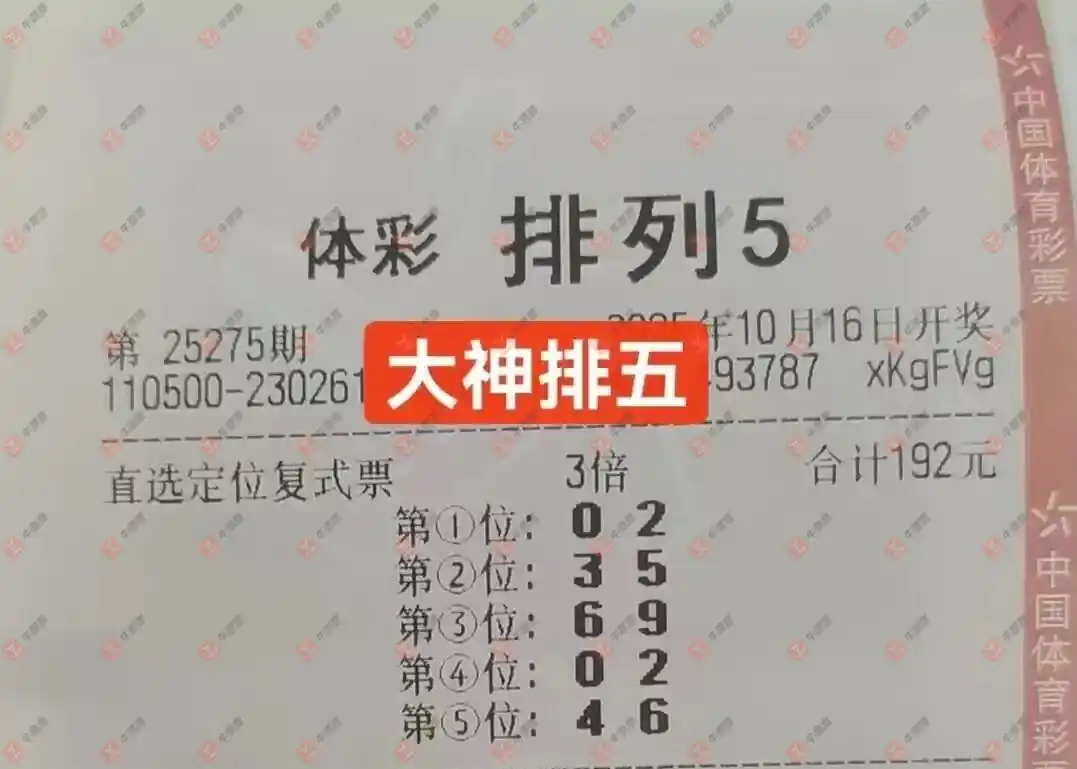 体彩 排列5
第 25275期
年10月16日开奖
110500-230261
93787 xKgFVg
大神排五
直选定位复式票 3倍 合计192元
第①位: 0 2
第②位: 3 5
第③位: 6 9
第④位: 0 2
第⑤位: 4 6
中国体育彩票
中国体育彩